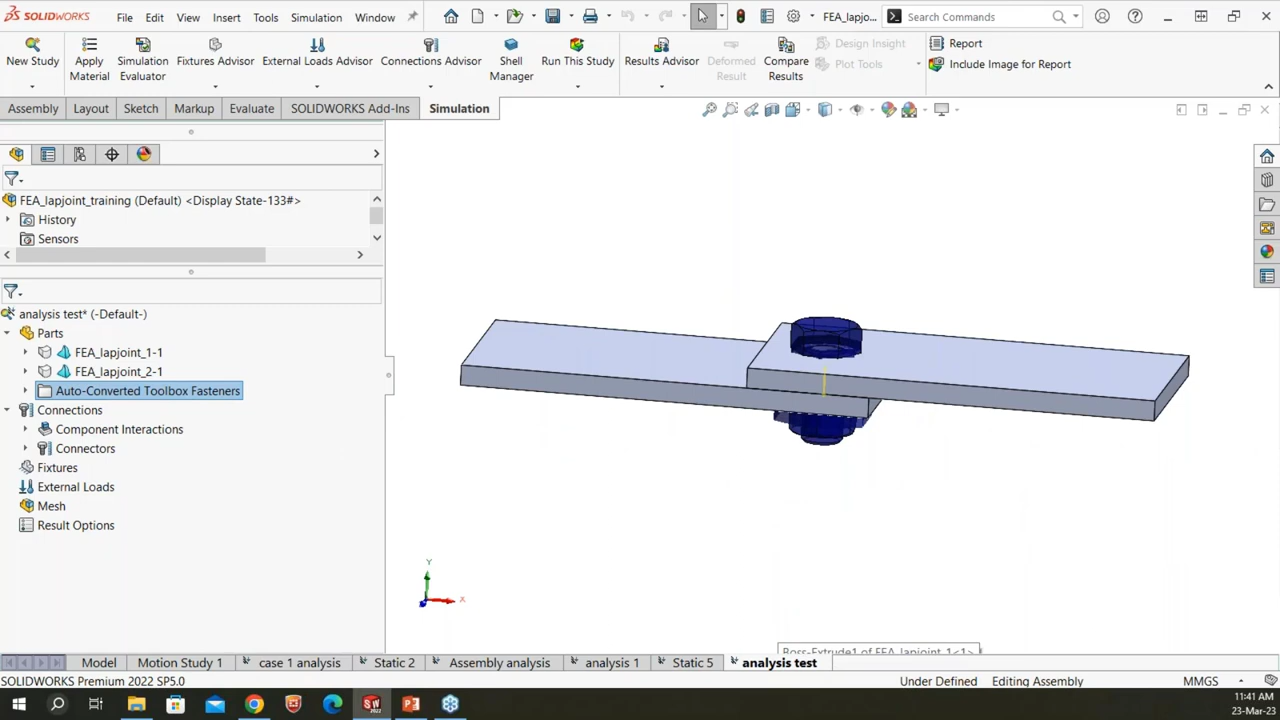 SOLIDWORKS File Edit View Insert Tools Simulation Window FEA_lapjo... Search Commands
New Study
Apply Material
Simulation Evaluator
Fixtures Advisor
External Loads Advisor
Connections Advisor
Shell Manager
Run This Study
Results Advisor
Deformed Result
Compare Results
Design Insight
Plot Tools
Report
Include Image for Report
Assembly Layout Sketch Markup Evaluate SOLIDWORKS Add-Ins Simulation
FEA_lapjoint_training (Default) <Display State-133#>
History
Sensors
analysis test* (-Default-)
Parts
FEA_lapjoint_1-1
FEA_lapjoint_2-1
Auto-Converted Toolbox Fasteners
Connections
Component Interactions
Connectors
Fixtures
External Loads
Mesh
Result Options
Y
X
Boss-Extrude1 of FEA_lapjoint_1<1>
Model Motion Study 1 case 1 analysis Static 2 Assembly analysis analysis 1 Static 5 analysis test
SOLIDWORKS Premium 2022 SP5.0 Under Defined Editing Assembly MMGS
11:41 AM
23-Mar-23